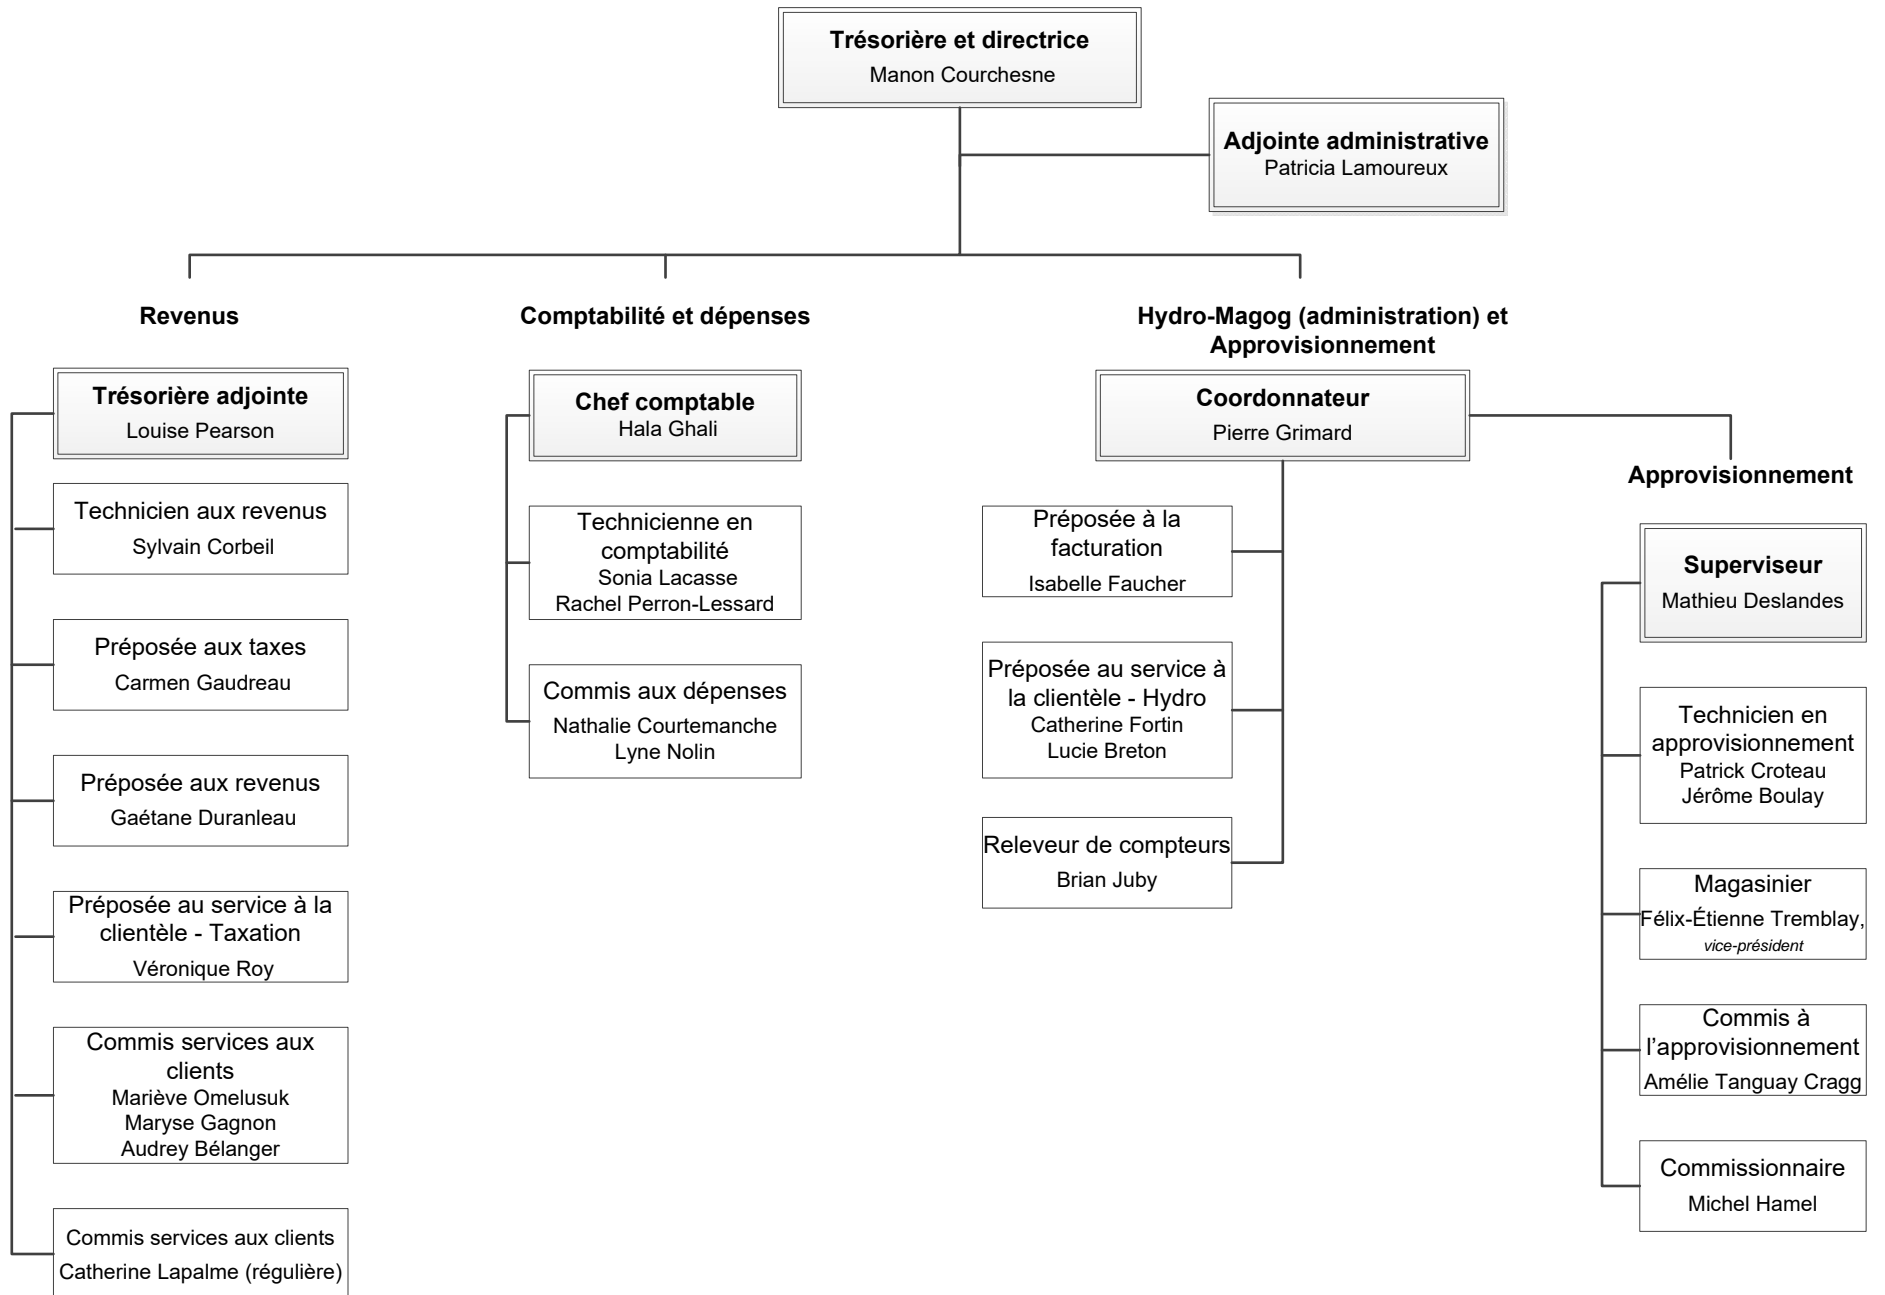 Trésorière et directrice
Manon Courchesne
Adjointe administrative
Patricia Lamoureux
Revenus
Trésorière adjointe
Louise Pearson
Technicien aux revenus
Sylvain Corbeil
Préposée aux taxes
Carmen Gaudreau
Préposée aux revenus
Gaétane Duranleau
Préposée au service à la
clientèle - Taxation
Véronique Roy
Commis services aux
clients
Mariève Omelusuk
Maryse Gagnon
Audrey Bélanger
Commis services aux clients
Catherine Lapalme (régulière)
Comptabilité et dépenses
Chef comptable
Hala Ghali
Technicienne en
comptabilité
Sonia Lacasse
Rachel Perron-Lessard
Commis aux dépenses
Nathalie Courtemanche
Lyne Nolin
Hydro-Magog (administration) et
Approvisionnement
Coordonnateur
Pierre Grimard
Préposée à la
facturation
Isabelle Faucher
Préposée au service à
la clientèle - Hydro
Catherine Fortin
Lucie Breton
Releveur de compteurs
Brian Juby
Approvisionnement
Superviseur
Mathieu Deslandes
Technicien en
approvisionnement
Patrick Croteau
Jérôme Boulay
Magasinier
Félix-Étienne Tremblay,
vice-président
Commis à
l’approvisionnement
Amélie Tanguay Cragg
Commissionnaire
Michel Hamel